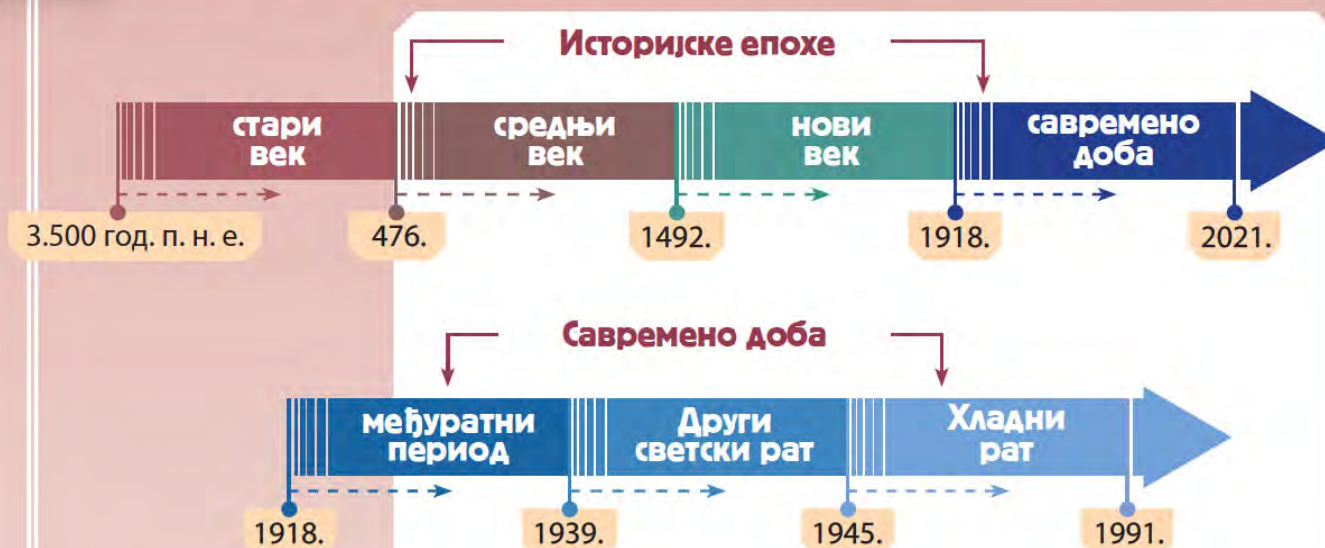 Историјске епохе
стари
век
средњи
век
нови
век
савремено
доба
3.500 год. п. н. е.
476.
1492.
1918.
2021.
Савремено доба
међуратни
период
Други
светски рат
Хладни
рат
1918.
1939.
1945.
1991.